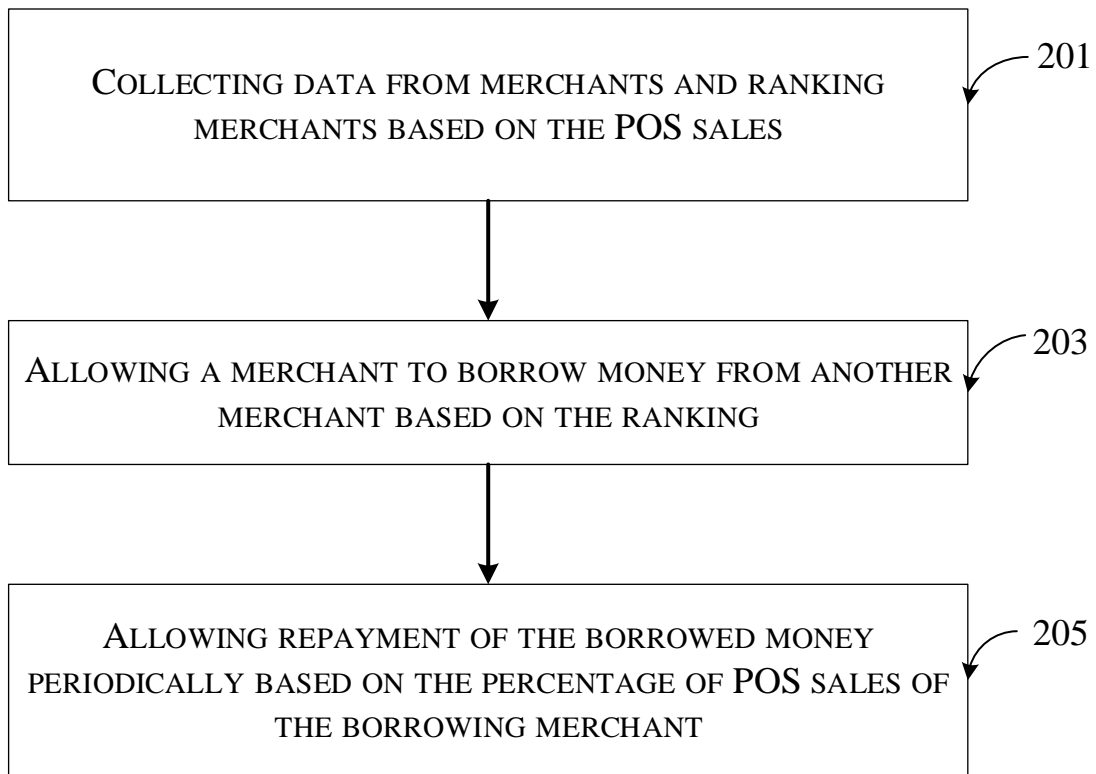 COLLECTING DATA FROM MERCHANTS AND RANKING
MERCHANTS BASED ON THE POS SALES
201
ALLOWING A MERCHANT TO BORROW MONEY FROM ANOTHER
MERCHANT BASED ON THE RANKING
203
ALLOWING REPAYMENT OF THE BORROWED MONEY
PERIODICALLY BASED ON THE PERCENTAGE OF POS SALES OF
THE BORROWING MERCHANT
205